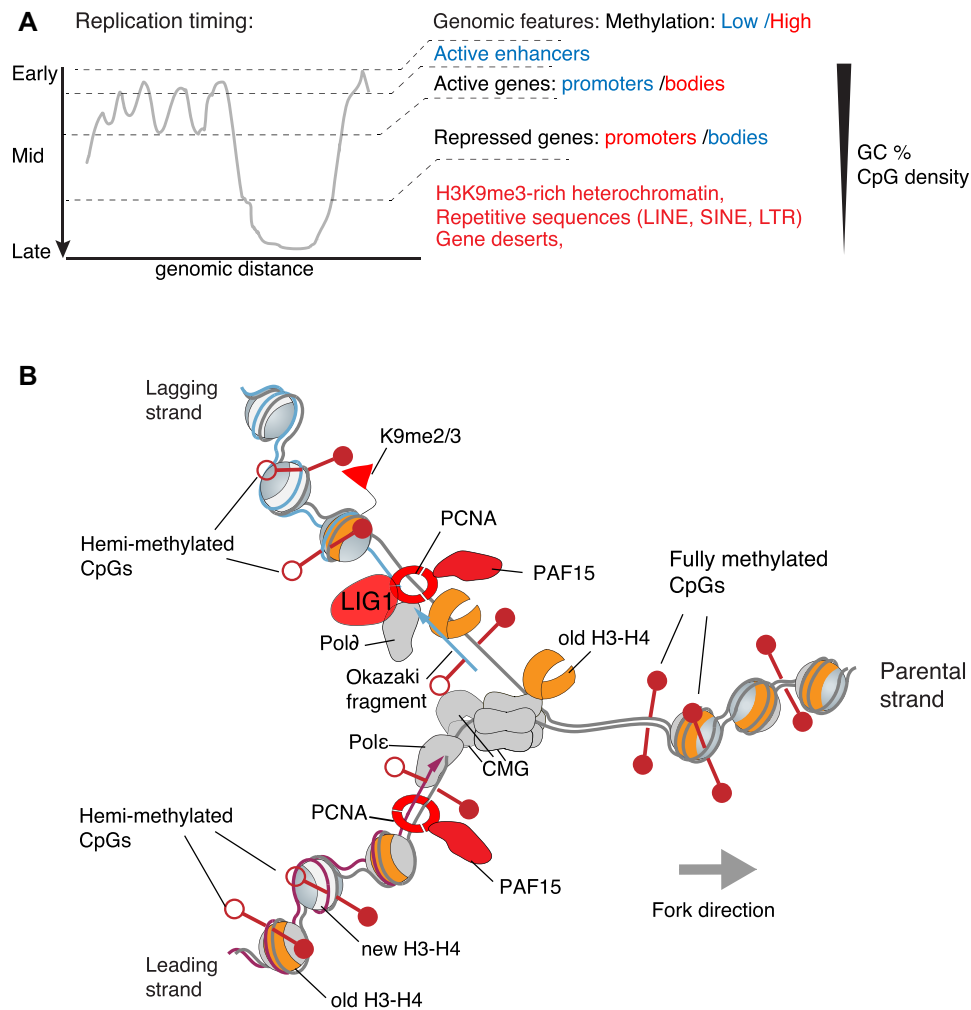 A
Replication timing:
Genomic features: Methylation: Low /High
Early
Active enhancers
Active genes: promoters /bodies
Repressed genes: promoters /bodies
Mid
GC %
CpG density
H3K9me3-rich heterochromatin,
Repetitive sequences (LINE, SINE, LTR)
Gene deserts,
Late
genomic distance
B
Lagging
strand
K9me2/3
PCNA
Hemi-methylated
CpGs
Fully methylated
CpGs
PAF15
LIG1
old H3-H4
Pol∂
Okazaki
fragment
Parental
strand
Polε
CMG
PCNA
Hemi-methylated
CpGs
PAF15
Fork direction
new H3-H4
Leading
strand
old H3-H4